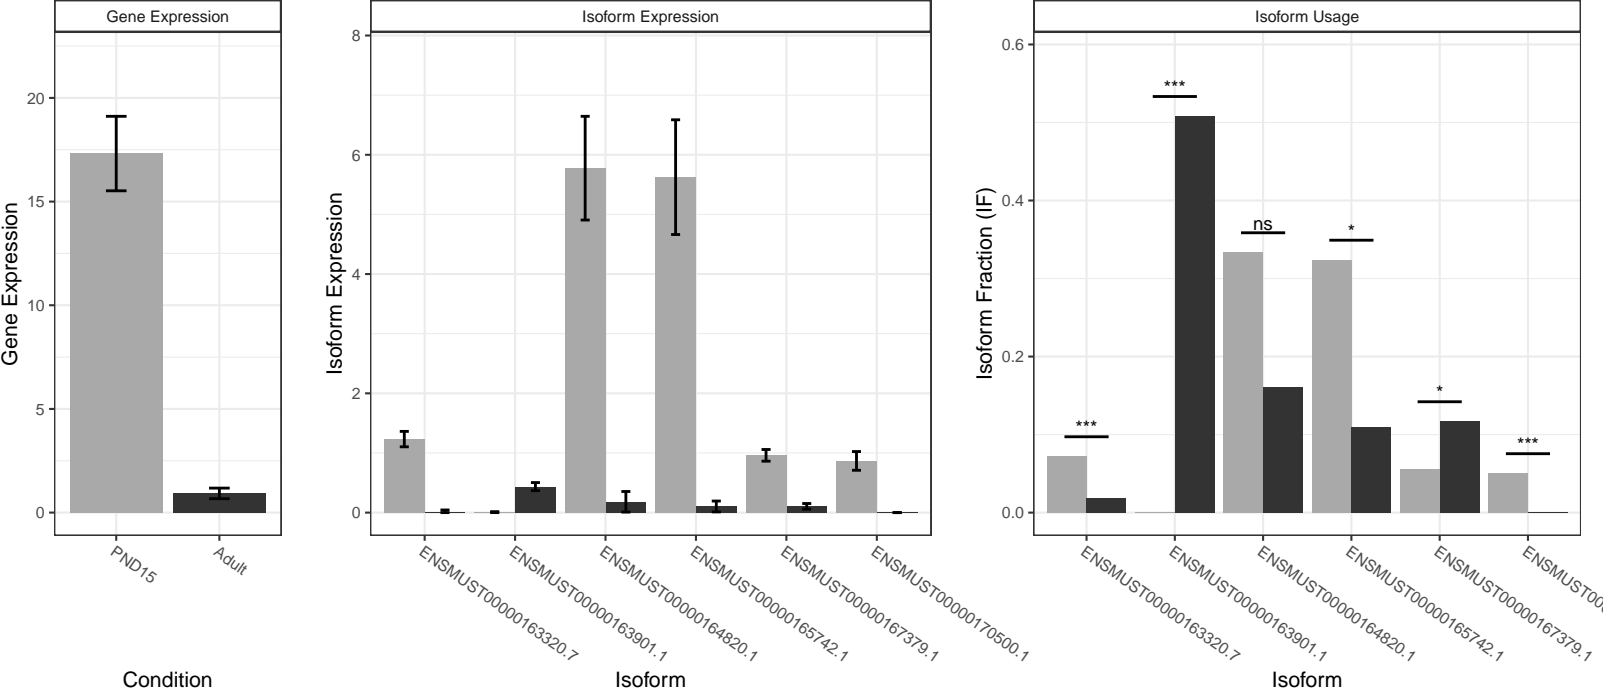 Gene Expression
Gene Expression
20
15
10
5
0
PND15
Adult
Condition
Isoform Expression
Isoform Expression
8
6
4
2
0
ENSMUST00000163320.7
ENSMUST00000163901.1
ENSMUST00000164820.1
ENSMUST00000165742.1
ENSMUST00000167379.1
ENSMUST00000170500.1
Isoform
Isoform Usage
Isoform Fraction (IF)
0.6
0.4
0.2
0.0
***
***
ns
*
*
***
ENSMUST00000163320.7
ENSMUST00000163901.1
ENSMUST00000164820.1
ENSMUST00000165742.1
ENSMUST00000167379.1
Isoform